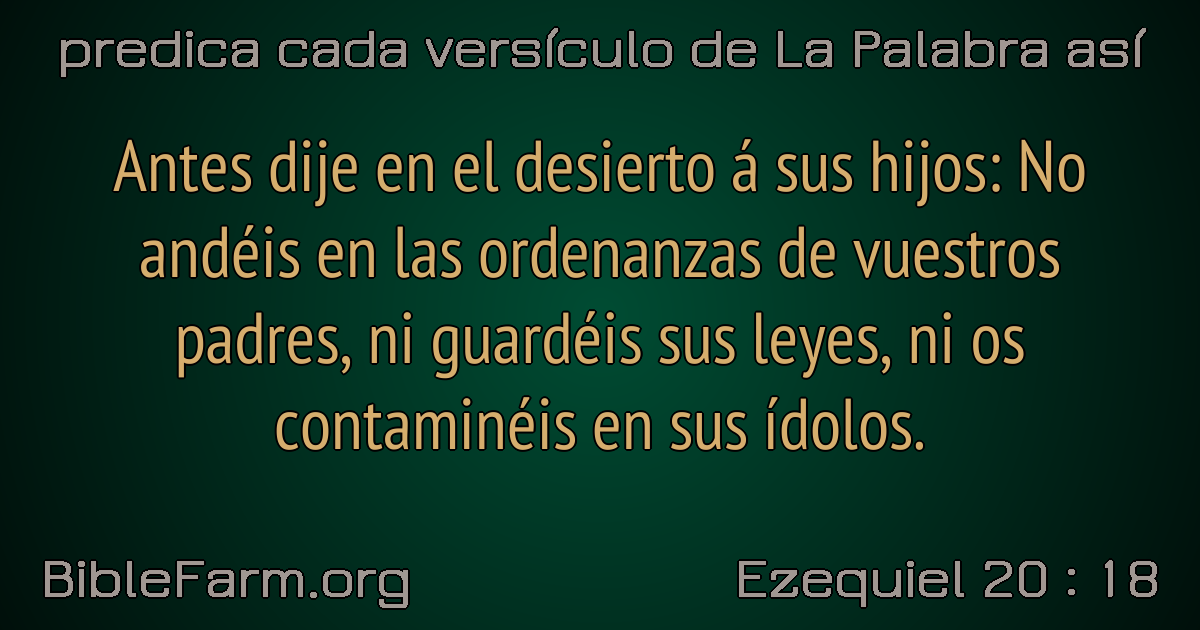 predica cada versículo de La Palabra así
Antes dije en el desierto á sus hijos: No
andéis en las ordenanzas de vuestros
padres, ni guardéis sus leyes, ni os
contaminéis en sus ídolos.
BibleFarm.org
Ezequiel 20 : 18